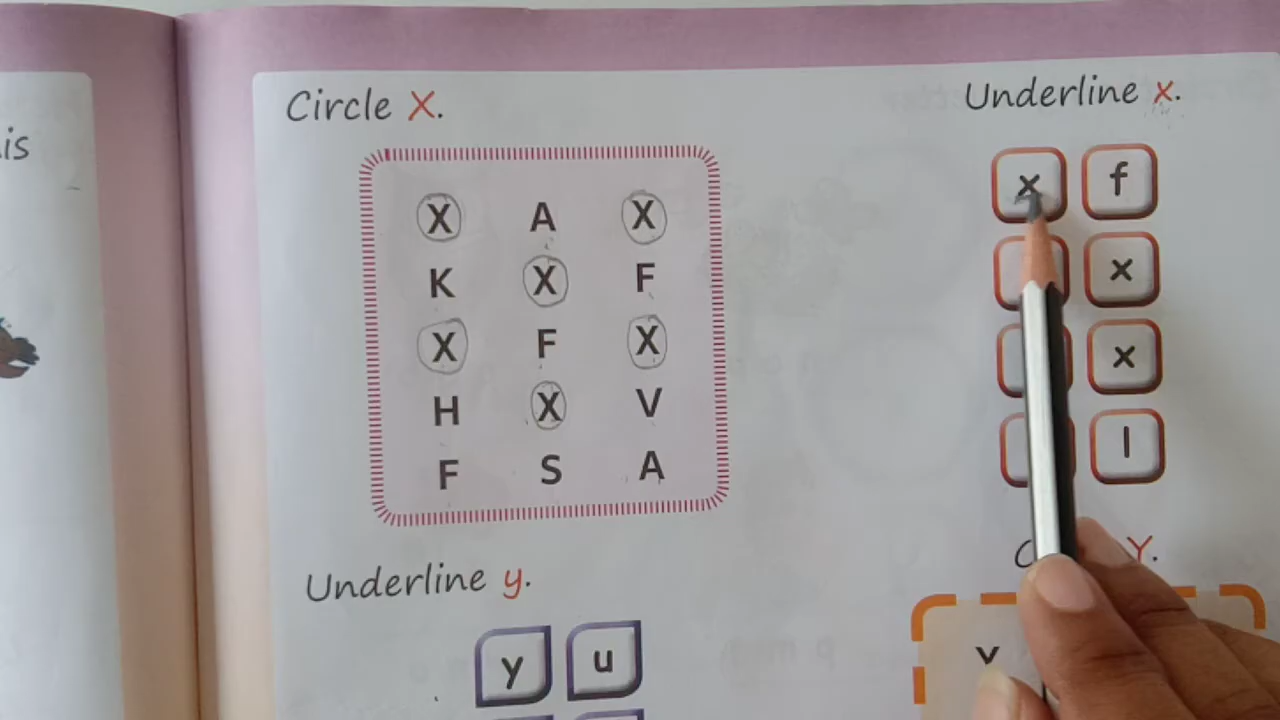 is
Circle X.
X A X
K X F
X F X
H X V
F S A
Underline x.
x f
x
x
l
Underline y.
y u
Y.